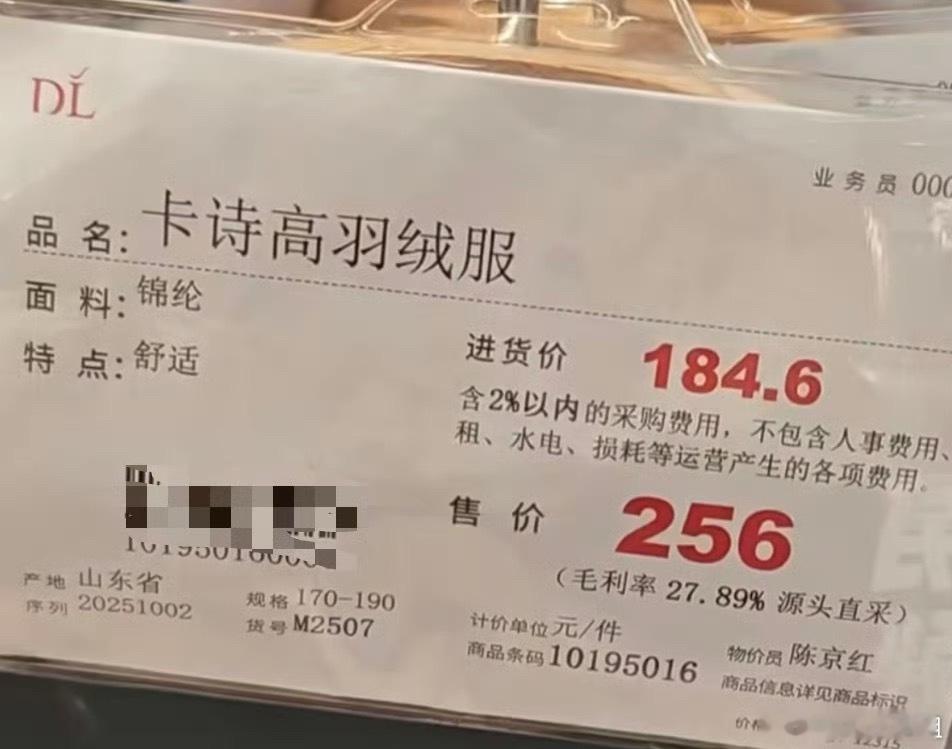 DL
业务员 000
品 名：卡诗高羽绒服
面 料：锦纶
特 点：舒适
进货价 184.6
含2%以内的采购费用，不包含人事费用、
租、水电、损耗等运营产生的各项费用。
售 价 256
（毛利率 27.89% 源头直采）
产地 山东省
序列 20251002
规格 170-190
货号 M2507
计价单位 元/件
商品条码 10195016
物价员 陈京红
商品信息详见商品标识